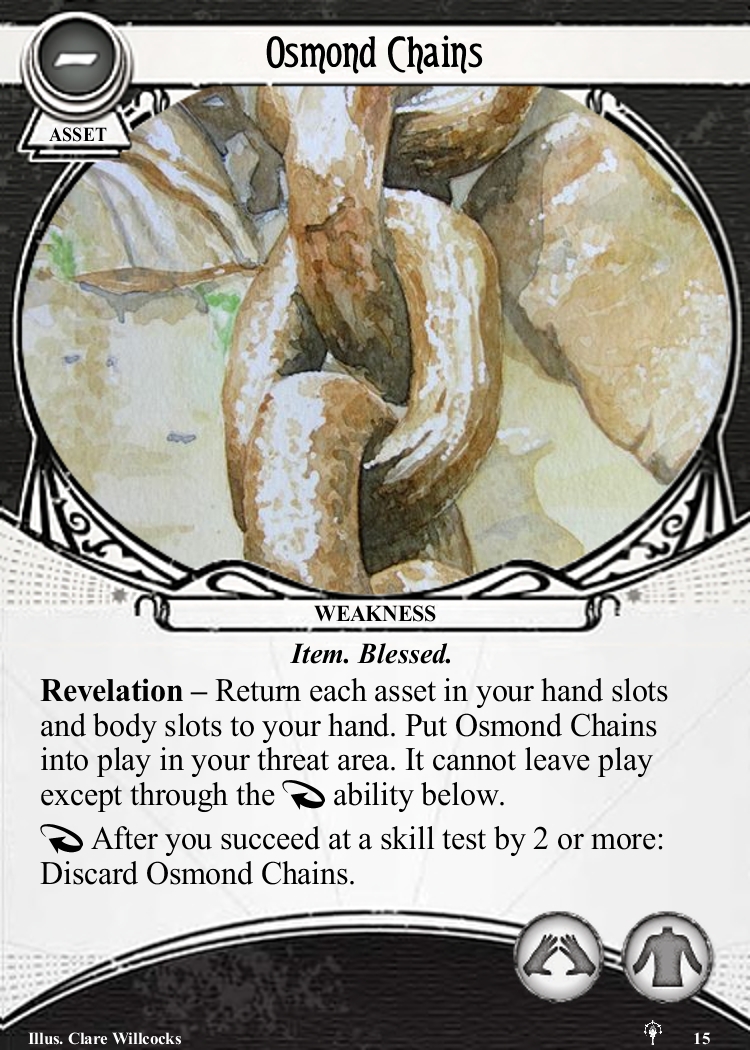 Osmond Chains
–
ASSET
WEAKNESS
Item. Blessed.
Revelation – Return each asset in your hand slots
and body slots to your hand. Put Osmond Chains
into play in your threat area. It cannot leave play
except through the ability below.
After you succeed at a skill test by 2 or more:
Discard Osmond Chains.
Illus. Clare Willcocks
15